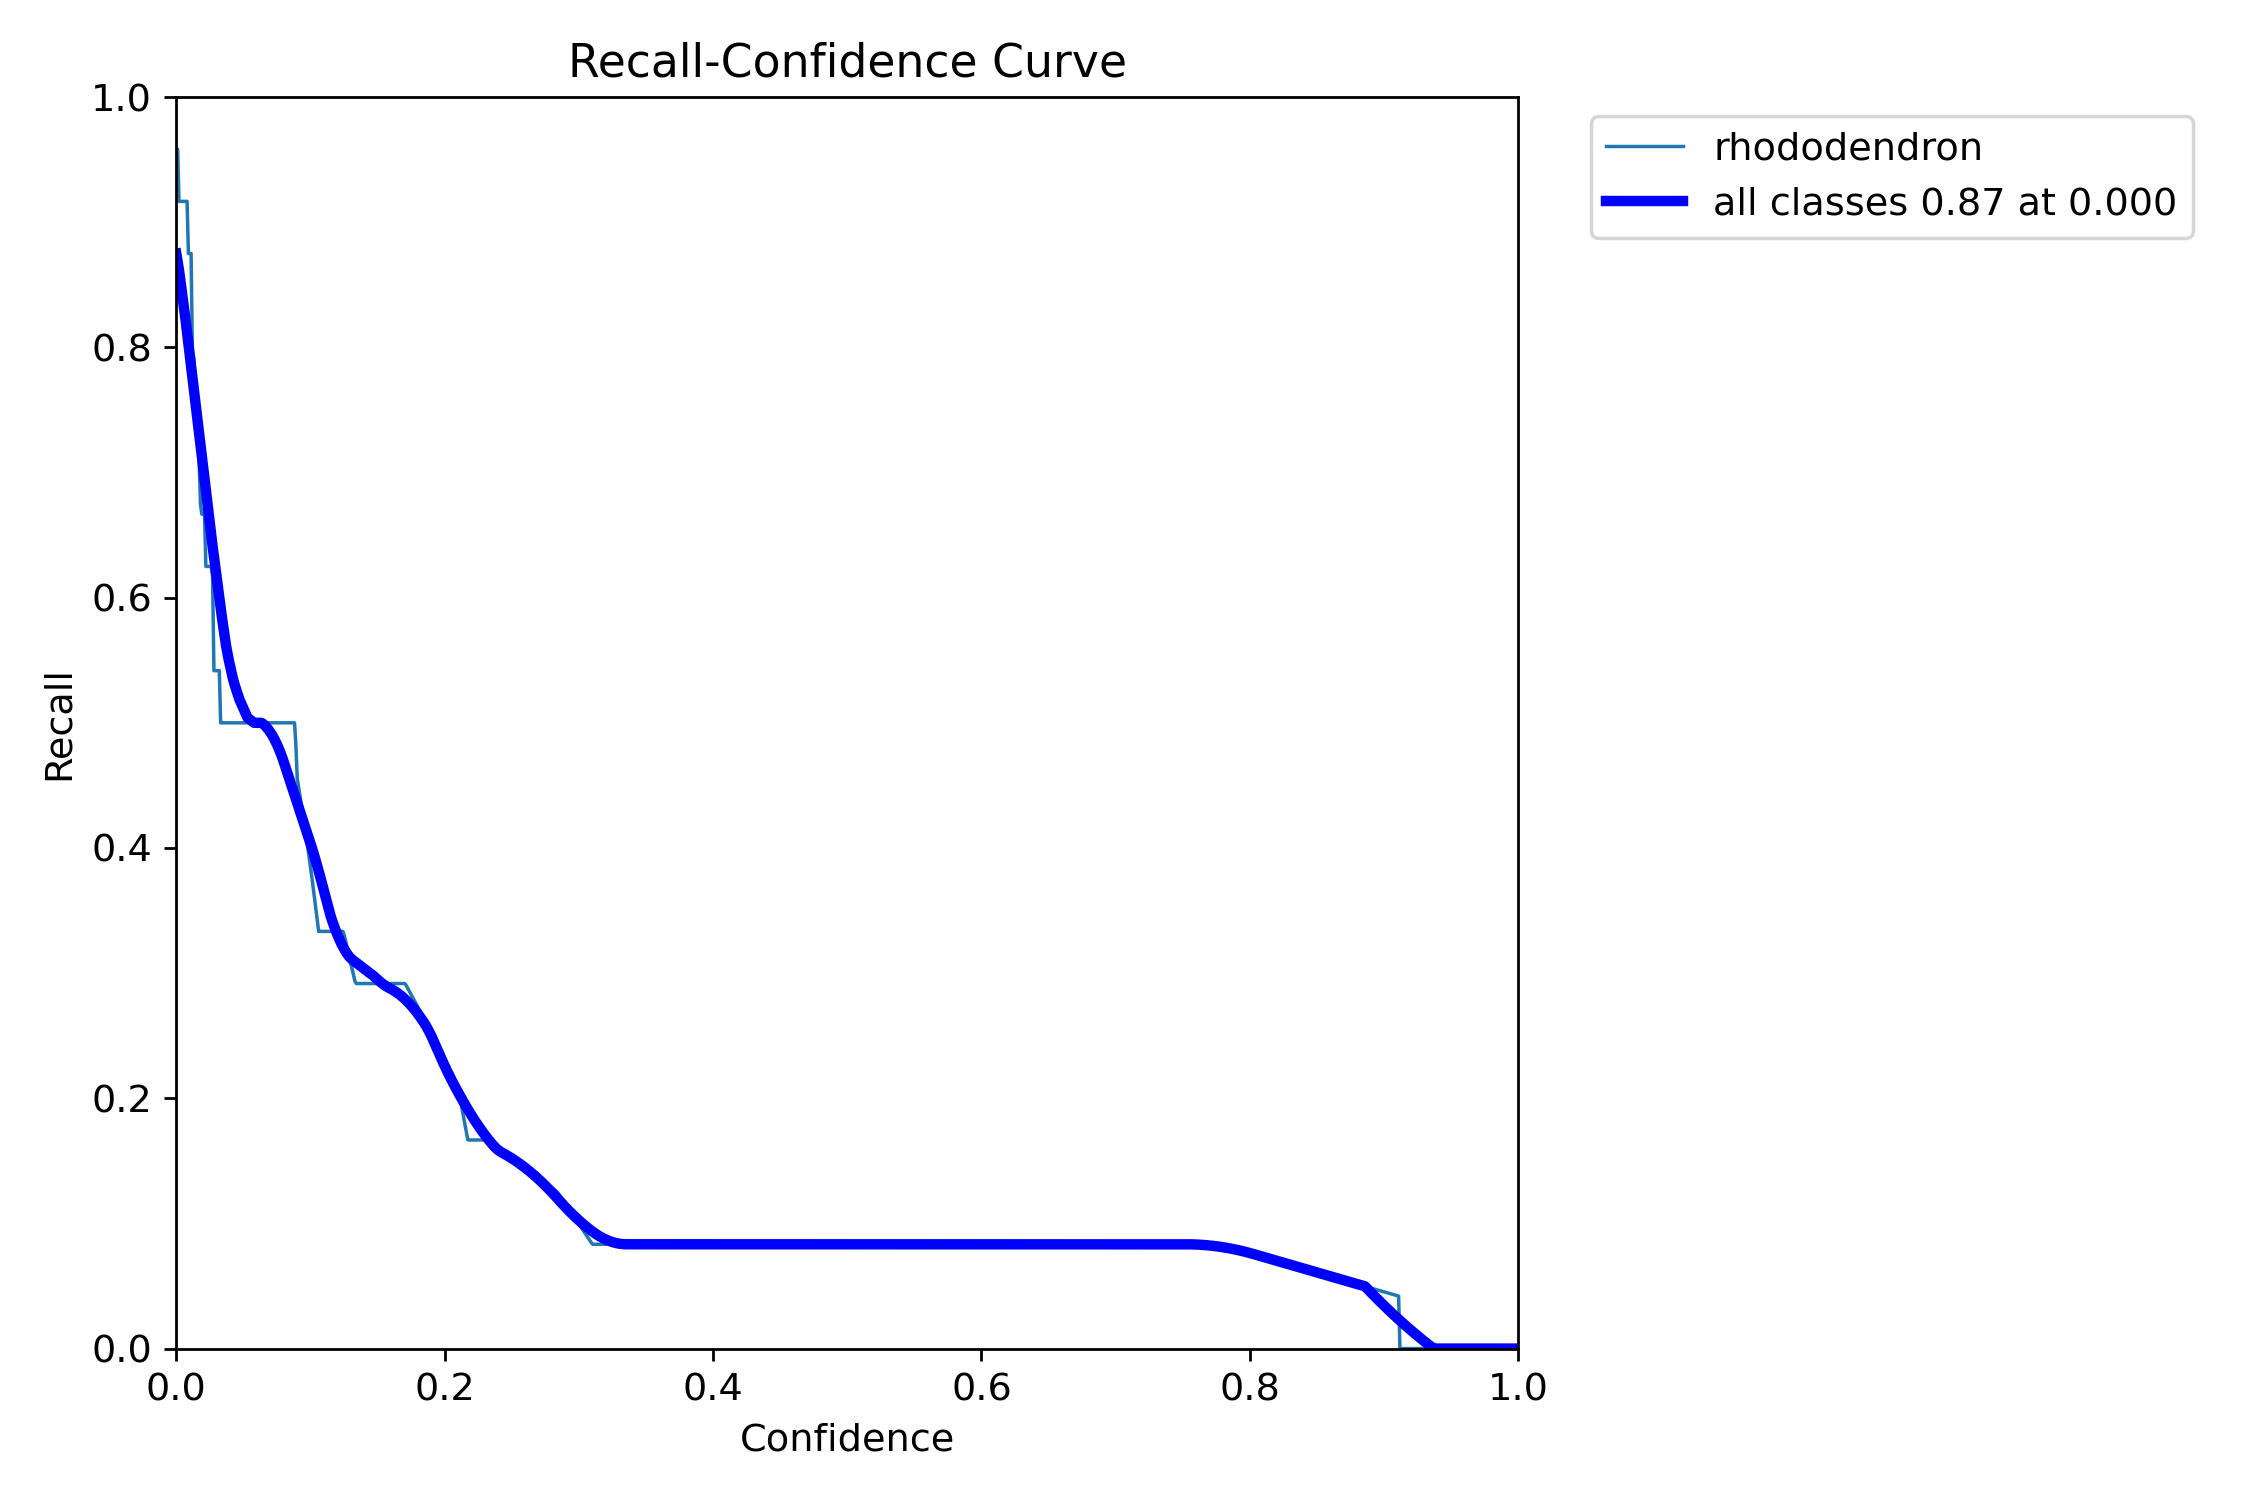 Recall-Confidence Curve
rhododendron
all classes 0.87 at 0.000
Recall
1.0
0.8
0.6
0.4
0.2
0.0
0.0 0.2 0.4 0.6 0.8 1.0
Confidence